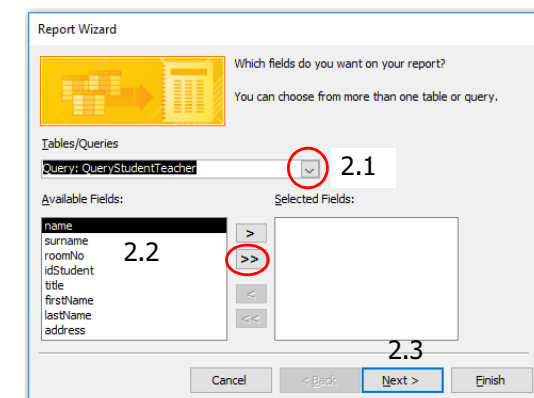 Report Wizard
Which fields do you want on your report?
You can choose from more than one table or query.
Tables/Queries
Query: QueryStudentTeacher
2.1
Available Fields:
Selected Fields:
name
surname
roomNo
idStudent
title
firstName
lastName
address
2.2
>
>>
<
<<
2.3
Cancel
< Back
Next >
Finish